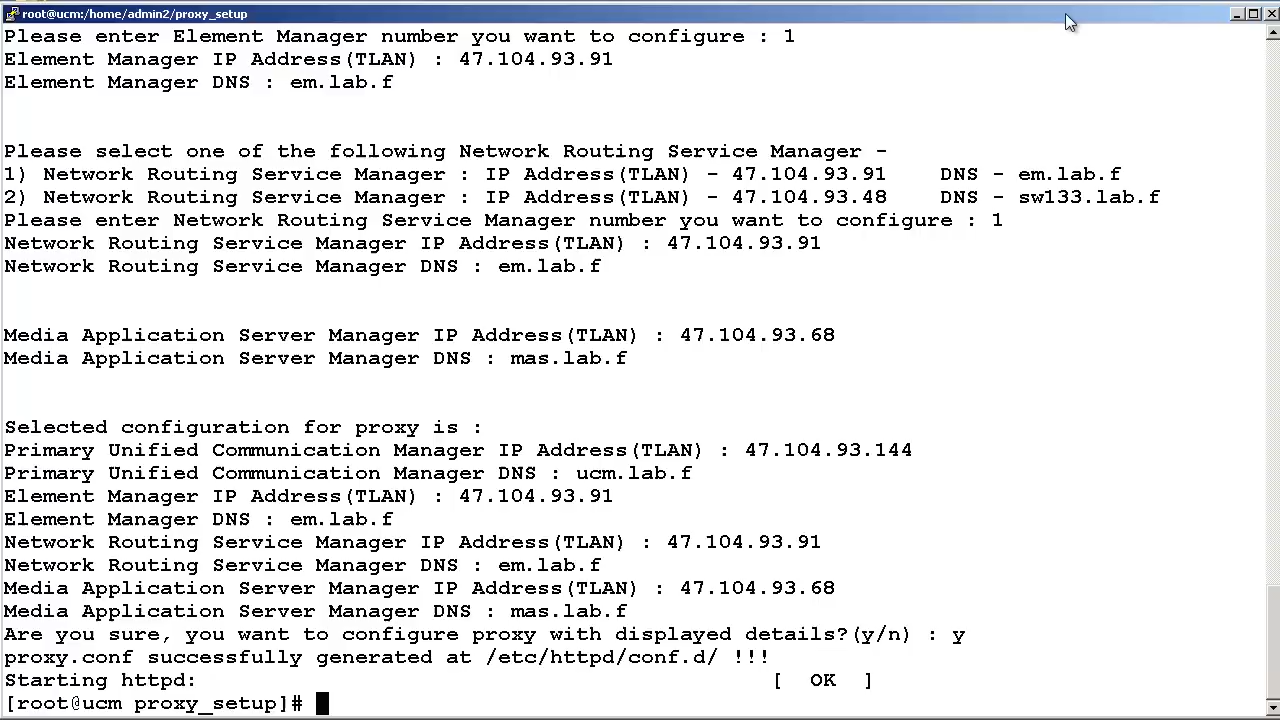 root@ucm:/home/admin2/proxy_setup
Please enter Element Manager number you want to configure : 1
Element Manager IP Address(TLAN) : 47.104.93.91
Element Manager DNS : em.lab.f
Please select one of the following Network Routing Service Manager -
1) Network Routing Service Manager : IP Address(TLAN) - 47.104.93.91    DNS - em.lab.f
2) Network Routing Service Manager : IP Address(TLAN) - 47.104.93.48    DNS - sw133.lab.f
Please enter Network Routing Service Manager number you want to configure : 1
Network Routing Service Manager IP Address(TLAN) : 47.104.93.91
Network Routing Service Manager DNS : em.lab.f
Media Application Server Manager IP Address(TLAN) : 47.104.93.68
Media Application Server Manager DNS : mas.lab.f
Selected configuration for proxy is :
Primary Unified Communication Manager IP Address(TLAN) : 47.104.93.144
Primary Unified Communication Manager DNS : ucm.lab.f
Element Manager IP Address(TLAN) : 47.104.93.91
Element Manager DNS : em.lab.f
Network Routing Service Manager IP Address(TLAN) : 47.104.93.91
Network Routing Service Manager DNS : em.lab.f
Media Application Server Manager IP Address(TLAN) : 47.104.93.68
Media Application Server Manager DNS : mas.lab.f
Are you sure, you want to configure proxy with displayed details?(y/n) : y
proxy.conf successfully generated at /etc/httpd/conf.d/ !!!
Starting httpd:                                            [  OK  ]
[root@ucm proxy_setup]#